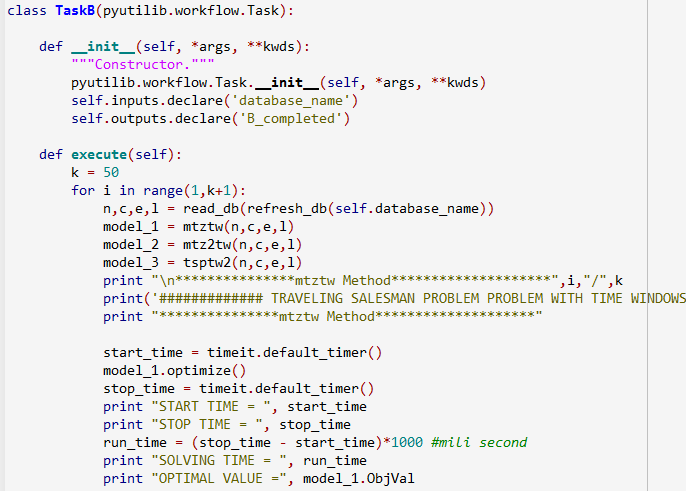 class TaskB(pyutilib.workflow.Task):
def __init__(self, *args, **kwds):
"""Constructor."""
pyutilib.workflow.Task.__init__(self, *args, **kwds)
self.inputs.declare('database_name')
self.outputs.declare('B_completed')
def execute(self):
k = 50
for i in range(1,k+1):
n,c,e,l = read_db(refresh_db(self.database_name))
model_1 = mtztw(n,c,e,l)
model_2 = mtz2tw(n,c,e,l)
model_3 = tsptw2(n,c,e,l)
print "\n***************mtztw Method********************",i,"/",k
print('############# TRAVELING SALESMAN PROBLEM PROBLEM WITH TIME WINDOWS
print "***************mtztw Method********************"
start_time = timeit.default_timer()
model_1.optimize()
stop_time = timeit.default_timer()
print "START TIME = ", start_time
print "STOP TIME = ", stop_time
run_time = (stop_time - start_time)*1000 #mili second
print "SOLVING TIME = ", run_time
print "OPTIMAL VALUE =", model_1.ObjVal